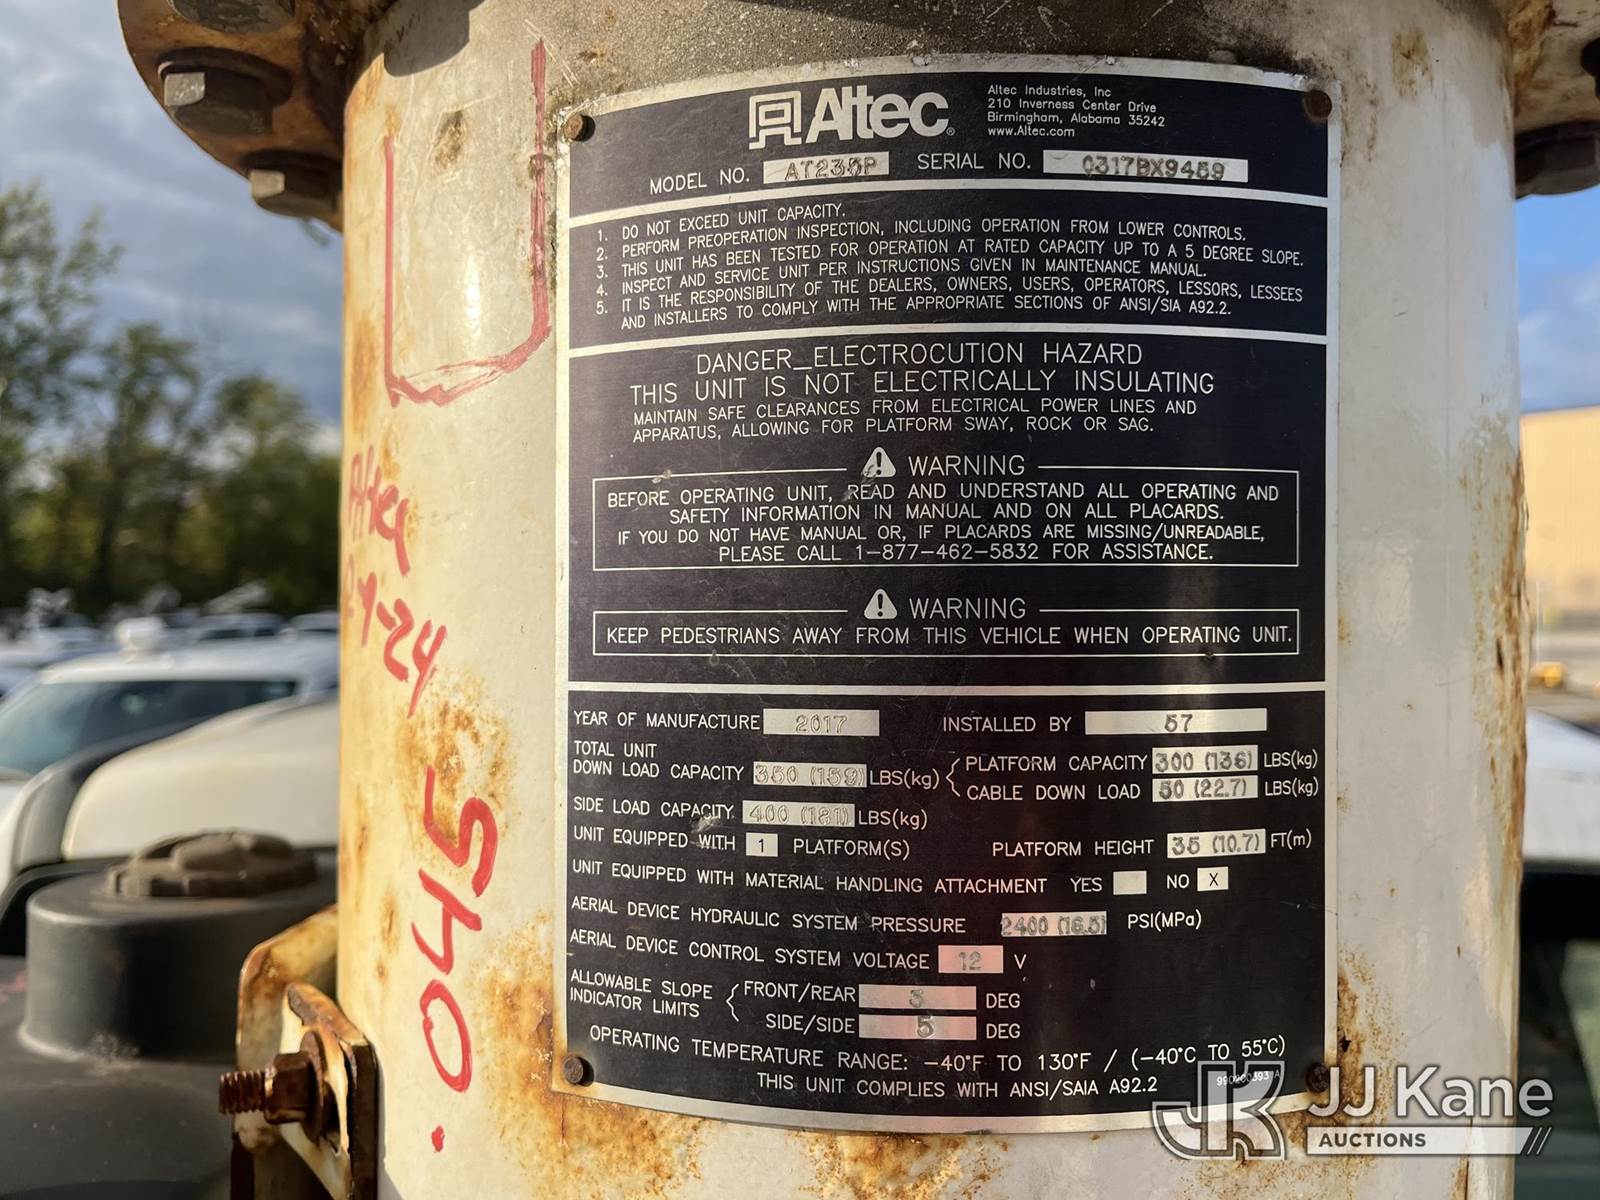 Altec
Altec Industries, Inc
210 Inverness Center Drive
Birmingham, Alabama 35242
www.Altec.com
MODEL NO. AT235P SERIAL NO. 0317BX9459
1. DO NOT EXCEED UNIT CAPACITY.
2. PERFORM PREOPERATION INSPECTION, INCLUDING OPERATION FROM LOWER CONTROLS.
3. THIS UNIT HAS BEEN TESTED FOR OPERATION AT RATED CAPACITY UP TO A 5 DEGREE SLOPE.
4. INSPECT AND SERVICE UNIT PER INSTRUCTIONS GIVEN IN MAINTENANCE MANUAL.
5. IT IS THE RESPONSIBILITY OF THE DEALERS, OWNERS, USERS, OPERATORS, LESSORS, LESSEES
AND INSTALLERS TO COMPLY WITH THE APPROPRIATE SECTIONS OF ANSI/SIA A92.2.
DANGER_ELECTROCUTION HAZARD
THIS UNIT IS NOT ELECTRICALLY INSULATING
MAINTAIN SAFE CLEARANCES FROM ELECTRICAL POWER LINES AND
APPARATUS, ALLOWING FOR PLATFORM SWAY, ROCK OR SAG.
WARNING
BEFORE OPERATING UNIT, READ AND UNDERSTAND ALL OPERATING AND
SAFETY INFORMATION IN MANUAL AND ON ALL PLACARDS.
IF YOU DO NOT HAVE MANUAL OR, IF PLACARDS ARE MISSING/UNREADABLE,
PLEASE CALL 1-877-462-5832 FOR ASSISTANCE.
WARNING
KEEP PEDESTRIANS AWAY FROM THIS VEHICLE WHEN OPERATING UNIT.
YEAR OF MANUFACTURE 2017 INSTALLED BY 57
TOTAL UNIT
DOWN LOAD CAPACITY 350 (159) LBS(kg)
PLATFORM CAPACITY 300 (136) LBS(kg)
CABLE DOWN LOAD 50 (22.7) LBS(kg)
SIDE LOAD CAPACITY 400 (181) LBS(kg)
UNIT EQUIPPED WITH 1 PLATFORM(S) PLATFORM HEIGHT 35 (10.7) FT(m)
UNIT EQUIPPED WITH MATERIAL HANDLING ATTACHMENT YES NO X
AERIAL DEVICE HYDRAULIC SYSTEM PRESSURE 2400 (16.5) PSI(MPa)
AERIAL DEVICE CONTROL SYSTEM VOLTAGE 12 V
ALLOWABLE SLOPE
INDICATOR LIMITS
FRONT/REAR 5 DEG
SIDE/SIDE 5 DEG
OPERATING TEMPERATURE RANGE: -40°F TO 130°F / (-40°C TO 55°C)
THIS UNIT COMPLIES WITH ANSI/SAIA A92.2
990200393 A
Altec
24-24
.045
JJ Kane
AUCTIONS